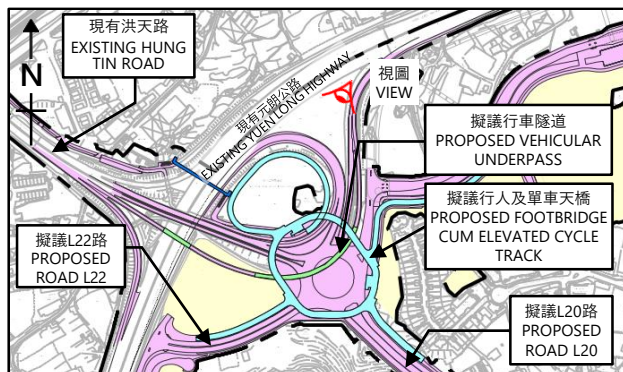 現有洪天路
EXISTING HUNG
TIN ROAD
N
現有元朗公路
EXISTING YUEN LONG HIGHWAY
視圖
VIEW
擬議行車隧道
PROPOSED VEHICULAR
UNDERPASS
擬議行人及單車天橋
PROPOSED FOOTBRIDGE
CUM ELEVATED CYCLE
TRACK
擬議L22路
PROPOSED
ROAD L22
擬議L20路
PROPOSED
ROAD L20